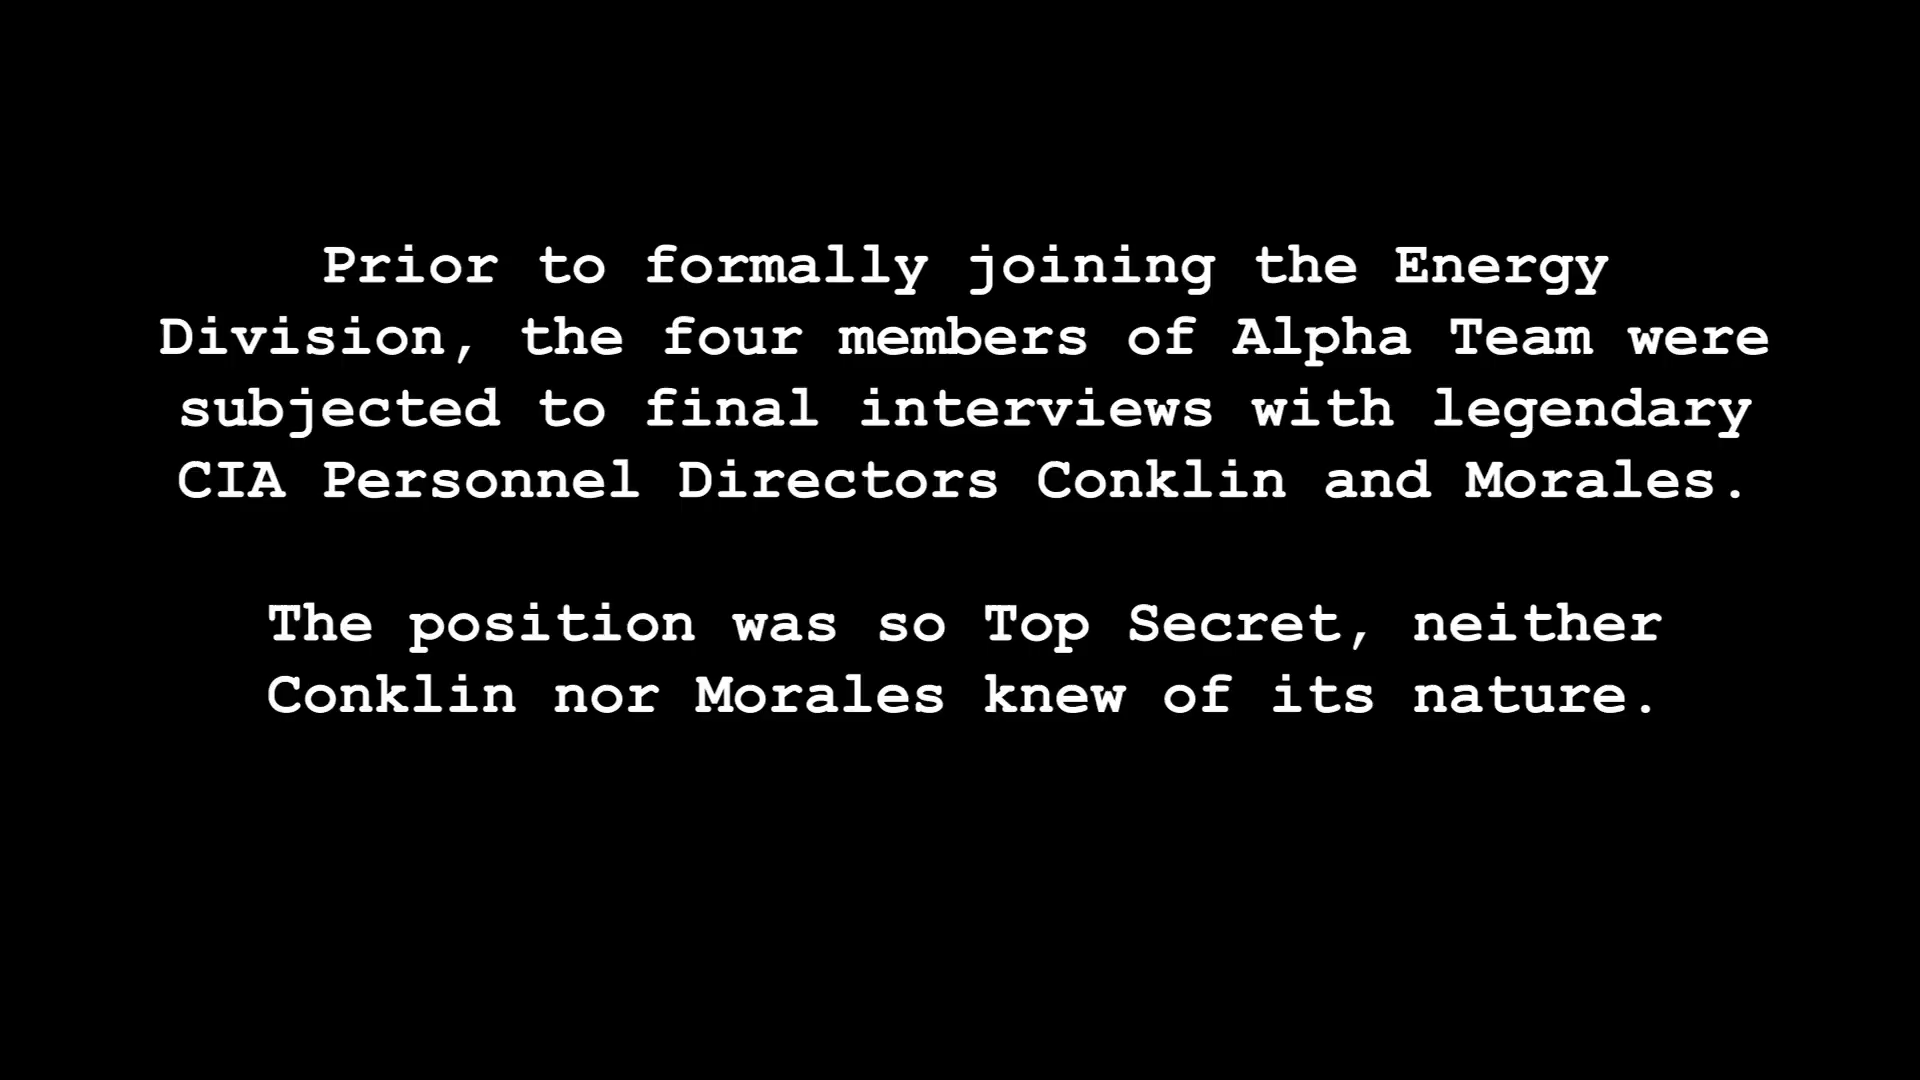 Prior to formally joining the Energy
Division, the four members of Alpha Team were
subjected to final interviews with legendary
CIA Personnel Directors Conklin and Morales.
The position was so Top Secret, neither
Conklin nor Morales knew of its nature.